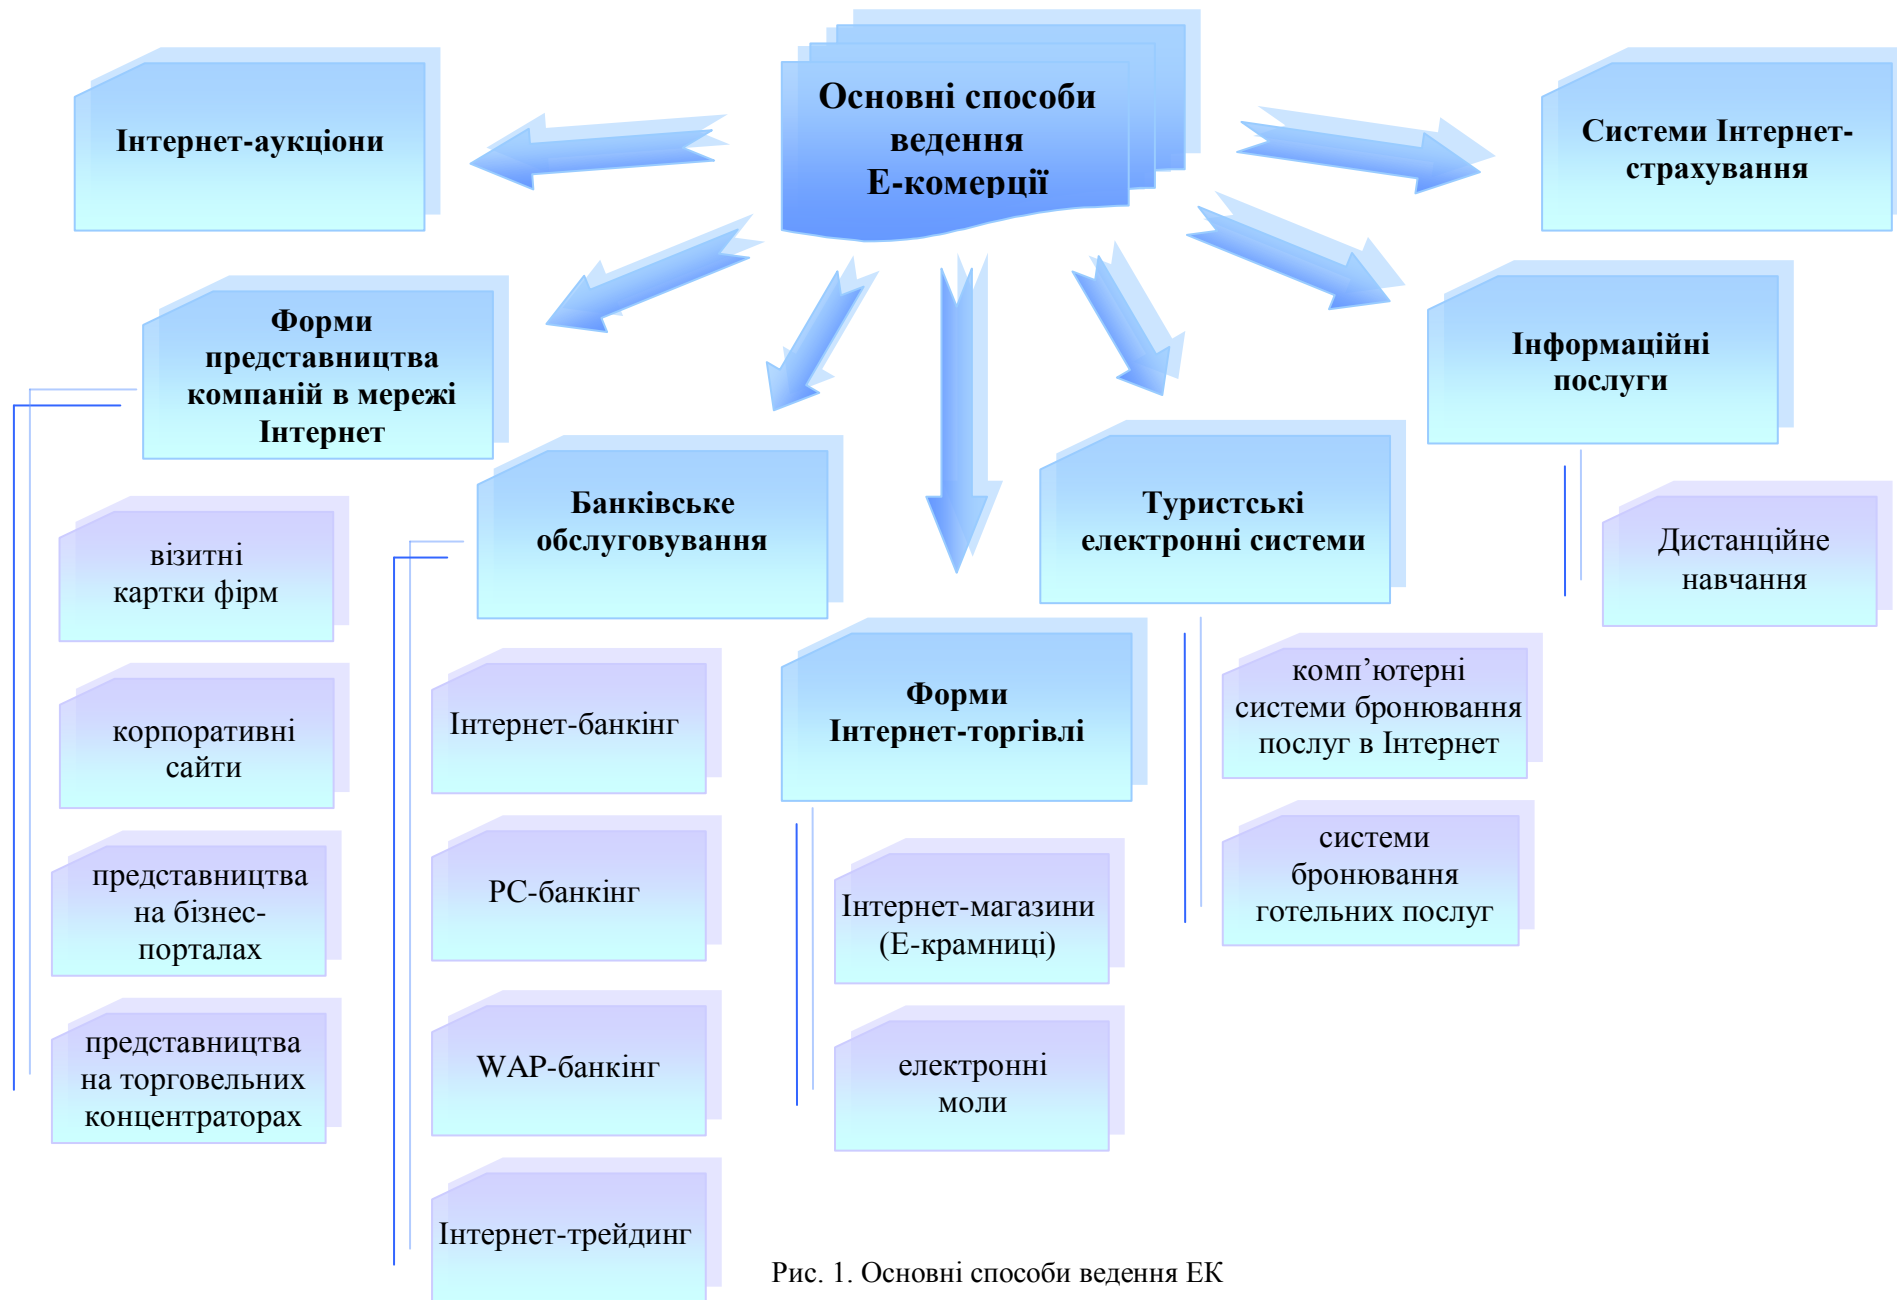 Основні способи
ведення
Е-комерції
Інтернет-аукціони
Системи Інтернет-
страхування
Форми
представництва
компаній в мережі
Інтернет
Інформаційні
послуги
Банківське
обслуговування
Туристські
електронні системи
Форми
Інтернет-торгівлі
візитні
картки фірм
корпоративні
сайти
представництва
на бізнес-
порталах
представництва
на торговельних
концентраторах
Інтернет-банкінг
РС-банкінг
WAP-банкінг
Інтернет-трейдинг
Інтернет-магазини
(Е-крамниці)
електронні
моли
комп’ютерні
системи бронювання
послуг в Інтернет
системи
бронювання
готельних послуг
Дистанційне
навчання
Рис. 1. Основні способи ведення ЕК